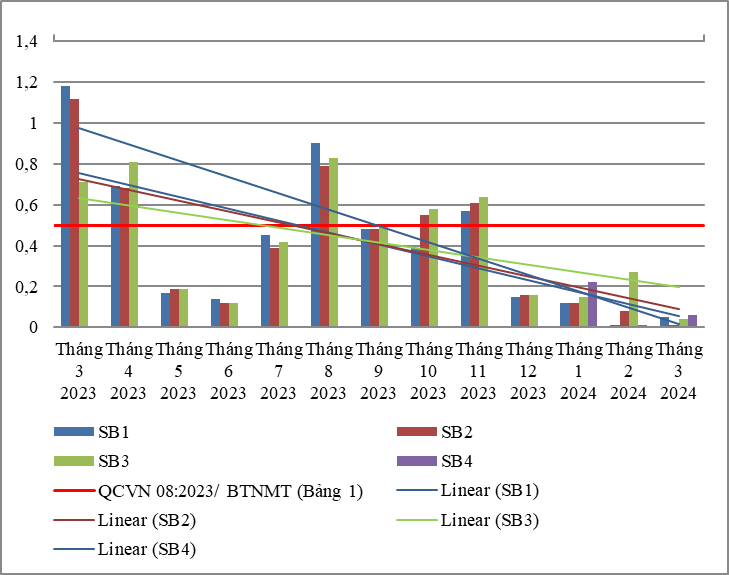 1,4
1,2
1
0,8
0,6
0,4
0,2
0
Tháng Tháng Tháng Tháng Tháng Tháng Tháng Tháng Tháng Tháng Tháng Tháng Tháng
3 4 5 6 7 8 9 10 11 12 1 2 3
2023 2023 2023 2023 2023 2023 2023 2023 2023 2023 2024 2024 2024
SB1 SB2
SB3 SB4
QCVN 08:2023/ BTNMT (Bảng 1) Linear (SB1)
Linear (SB2) Linear (SB3)
Linear (SB4)